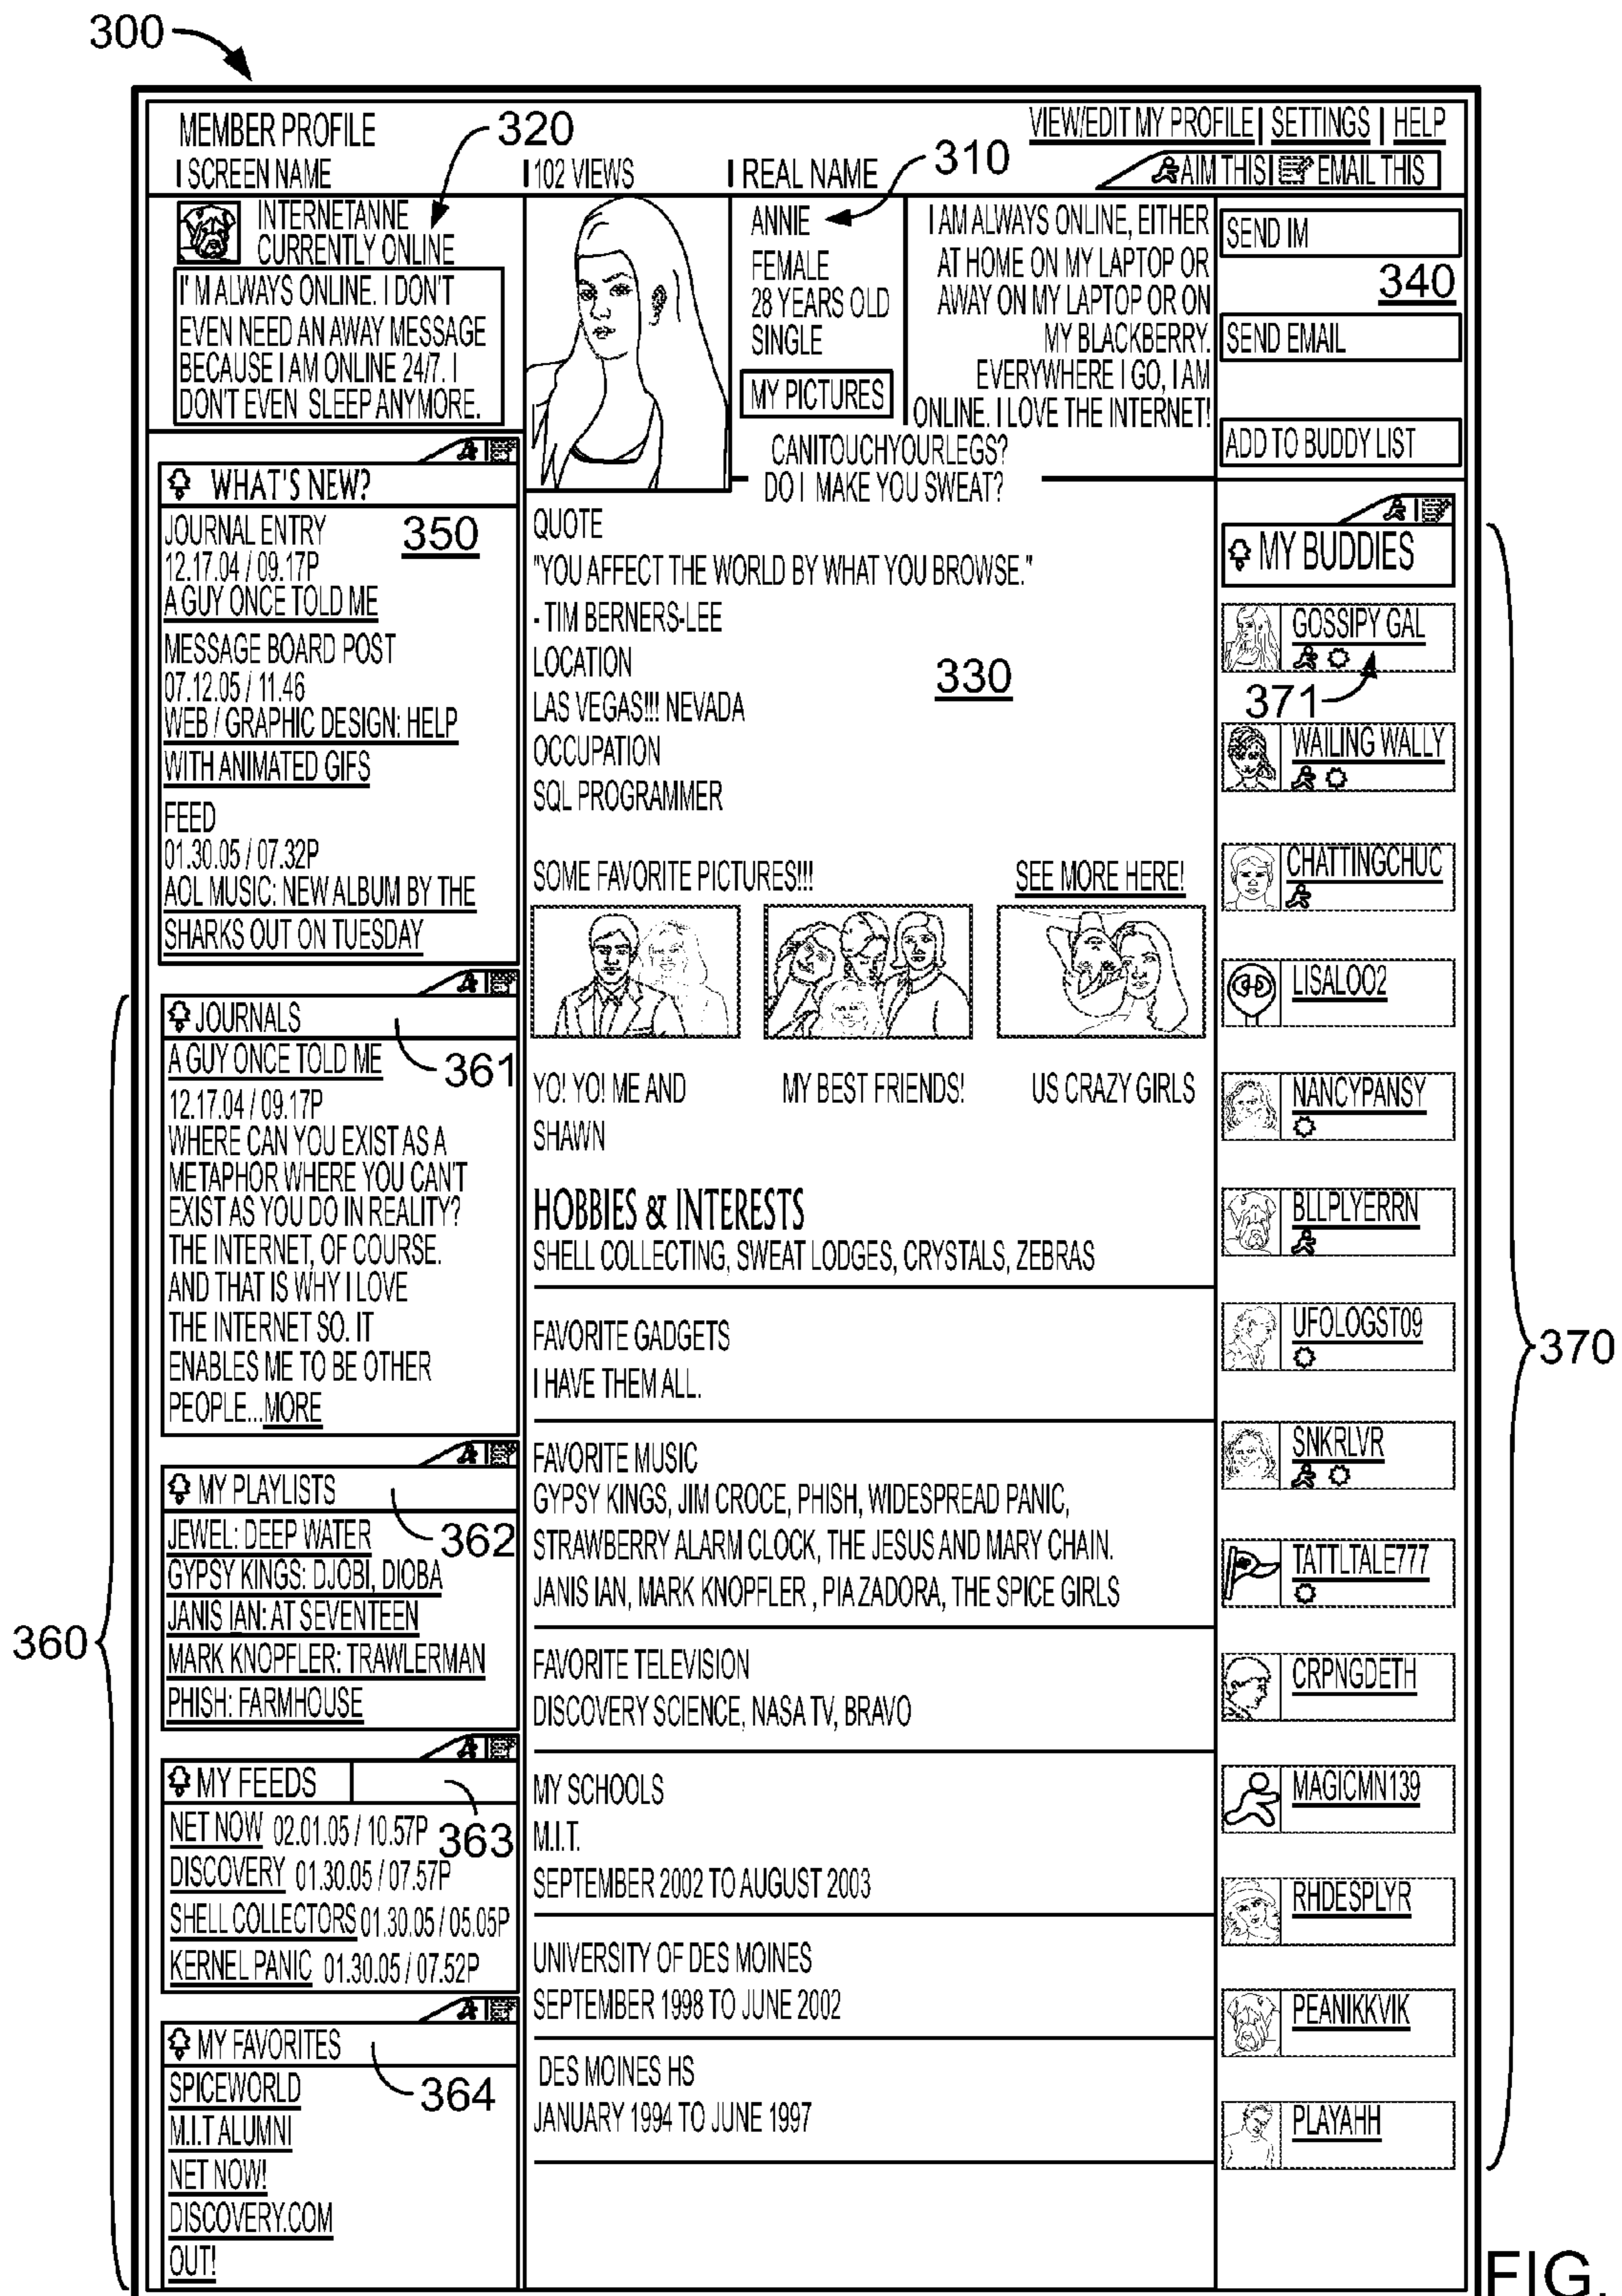 300
MEMBER PROFILE
320
VIEW/EDIT MY PROFILE | SETTINGS | HELP
SCREEN NAME
102 VIEWS
REAL NAME
310
AIM THIS | EMAIL THIS
INTERNETANNE
CURRENTLY ONLINE
I'M ALWAYS ONLINE. I DON'T
EVEN NEED AN AWAY MESSAGE
BECAUSE I AM ONLINE 24/7. I
DON'T EVEN SLEEP ANYMORE.
ANNIE
FEMALE
28 YEARS OLD
SINGLE
MY PICTURES
I AM ALWAYS ONLINE, EITHER
AT HOME ON MY LAPTOP OR
AWAY ON MY LAPTOP OR ON
MY BLACKBERRY.
EVERYWHERE I GO, I AM
ONLINE. I LOVE THE INTERNET!
CANITOUCHYOURLEGS?
DO I MAKE YOU SWEAT?
SEND IM
340
SEND EMAIL
ADD TO BUDDY LIST
WHAT'S NEW?
350
JOURNAL ENTRY
12.17.04 / 09.17P
A GUY ONCE TOLD ME
MESSAGE BOARD POST
07.12.05 / 11.46
WEB / GRAPHIC DESIGN: HELP
WITH ANIMATED GIFS
FEED
01.30.05 / 07.32P
AOL MUSIC: NEW ALBUM BY THE
SHARKS OUT ON TUESDAY
360
JOURNALS
361
A GUY ONCE TOLD ME
12.17.04 / 09.17P
WHERE CAN YOU EXIST AS A
METAPHOR WHERE YOU CAN'T
EXIST AS YOU DO IN REALITY?
THE INTERNET, OF COURSE.
AND THAT IS WHY I LOVE
THE INTERNET SO. IT
ENABLES ME TO BE OTHER
PEOPLE...MORE
MY PLAYLISTS
362
JEWEL: DEEP WATER
GYPSY KINGS: DJOBI, DIOBA
JANIS IAN: AT SEVENTEEN
MARK KNOPFLER: TRAWLERMAN
PHISH: FARMHOUSE
MY FEEDS
363
NET NOW 02.01.05 / 10.57P
DISCOVERY 01.30.05 / 07.57P
SHELL COLLECTORS 01.30.05 / 05.05P
KERNEL PANIC 01.30.05 / 07.52P
MY FAVORITES
364
SPICEWORLD
M.I.T ALUMNI
NET NOW!
DISCOVERY.COM
OUT!
QUOTE
"YOU AFFECT THE WORLD BY WHAT YOU BROWSE."
- TIM BERNERS-LEE
LOCATION
330
LAS VEGAS!!! NEVADA
OCCUPATION
SQL PROGRAMMER
SOME FAVORITE PICTURES!!!
SEE MORE HERE!
YO! YO! ME AND
SHAWN
MY BEST FRIENDS!
US CRAZY GIRLS
HOBBIES & INTERESTS
SHELL COLLECTING, SWEAT LODGES, CRYSTALS, ZEBRAS
FAVORITE GADGETS
I HAVE THEM ALL.
FAVORITE MUSIC
GYPSY KINGS, JIM CROCE, PHISH, WIDESPREAD PANIC,
STRAWBERRY ALARM CLOCK, THE JESUS AND MARY CHAIN.
JANIS IAN, MARK KNOPFLER , PIA ZADORA, THE SPICE GIRLS
FAVORITE TELEVISION
DISCOVERY SCIENCE, NASA TV, BRAVO
MY SCHOOLS
M.I.T.
SEPTEMBER 2002 TO AUGUST 2003
UNIVERSITY OF DES MOINES
SEPTEMBER 1998 TO JUNE 2002
DES MOINES HS
JANUARY 1994 TO JUNE 1997
MY BUDDIES
370
GOSSIPY GAL
371
WAILING WALLY
CHATTINGCHUC
LISALOO2
NANCYPANSY
BLLPLYERRN
UFOLOGST09
SNKRLVR
TATTLTALE777
CRPNGDETH
MAGICMN139
RHDESPLYR
PEANIKKVIK
PLAYAHH
FIG.